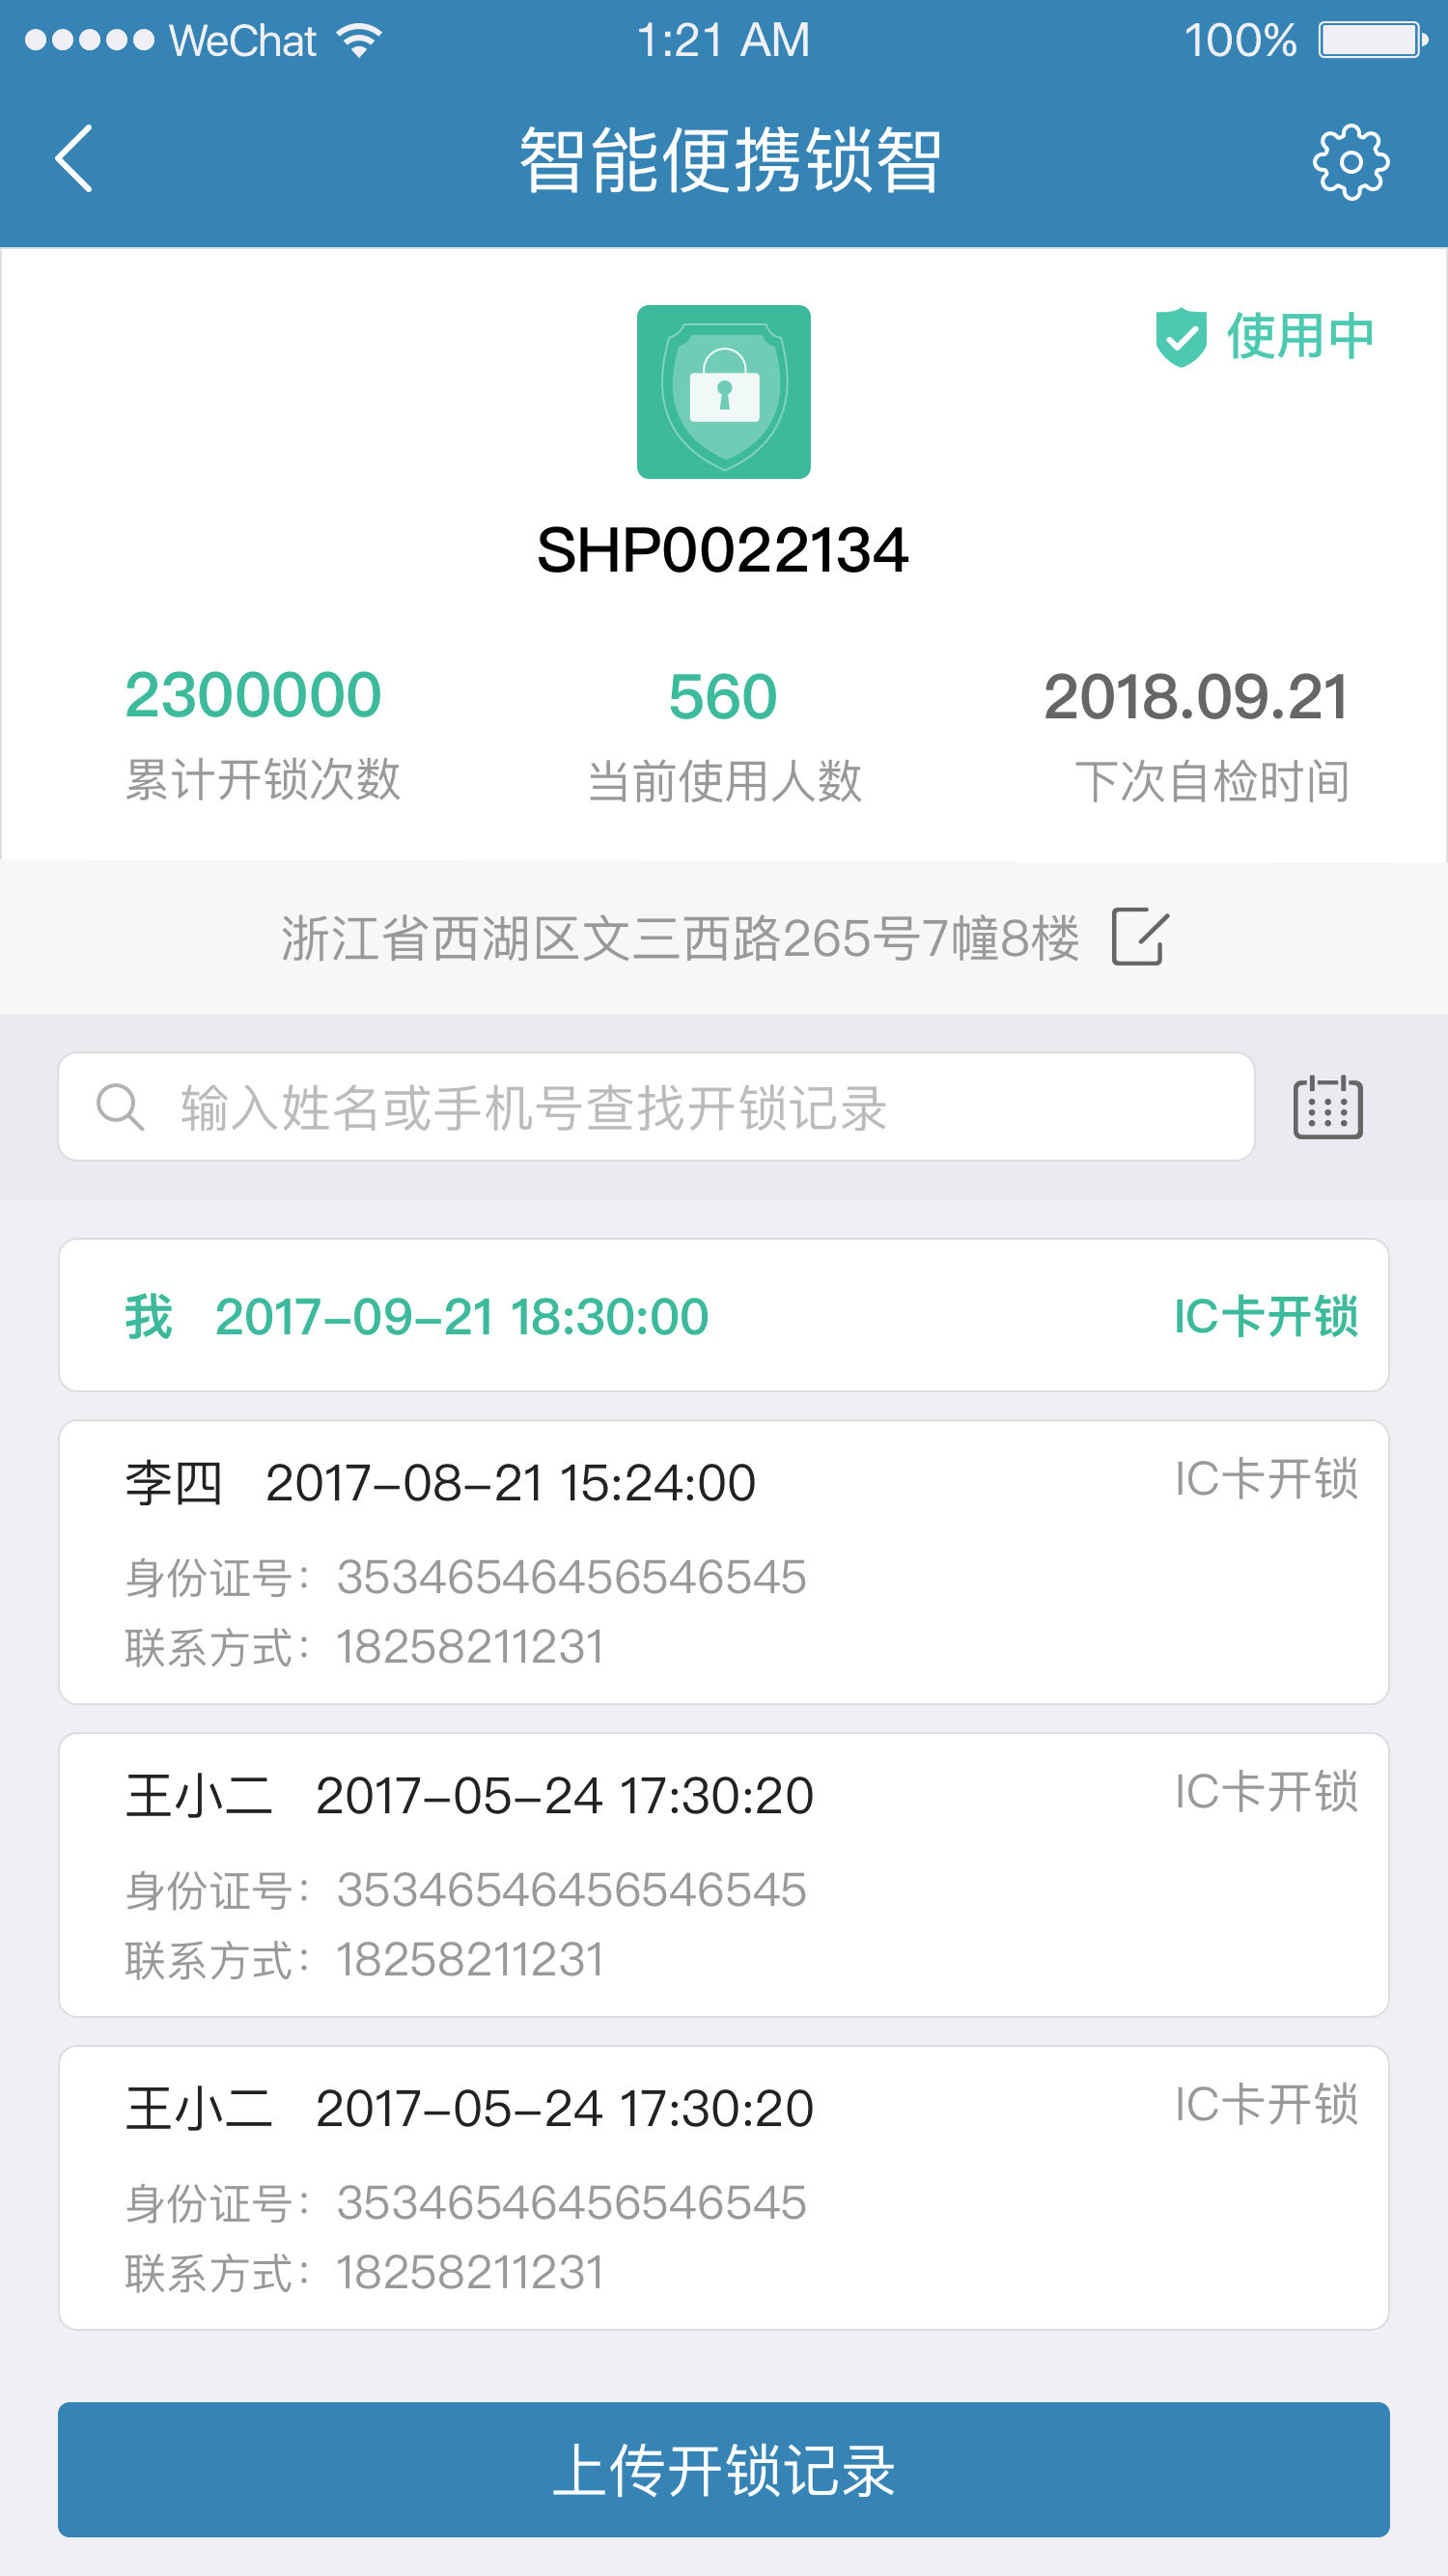 WeChat 1:21 AM 100%
智能便携锁智
使用中
SHP0022134
2300000 560 2018.09.21
累计开锁次数 当前使用人数 下次自检时间
浙江省西湖区文三西路265号7幢8楼
输入姓名或手机号查找开锁记录
我 2017-09-21 18:30:00 IC卡开锁
李四 2017-08-21 15:24:00 IC卡开锁
身份证号：35346546456546545
联系方式：18258211231
王小二 2017-05-24 17:30:20 IC卡开锁
身份证号：35346546456546545
联系方式：18258211231
王小二 2017-05-24 17:30:20 IC卡开锁
身份证号：35346546456546545
联系方式：18258211231
上传开锁记录